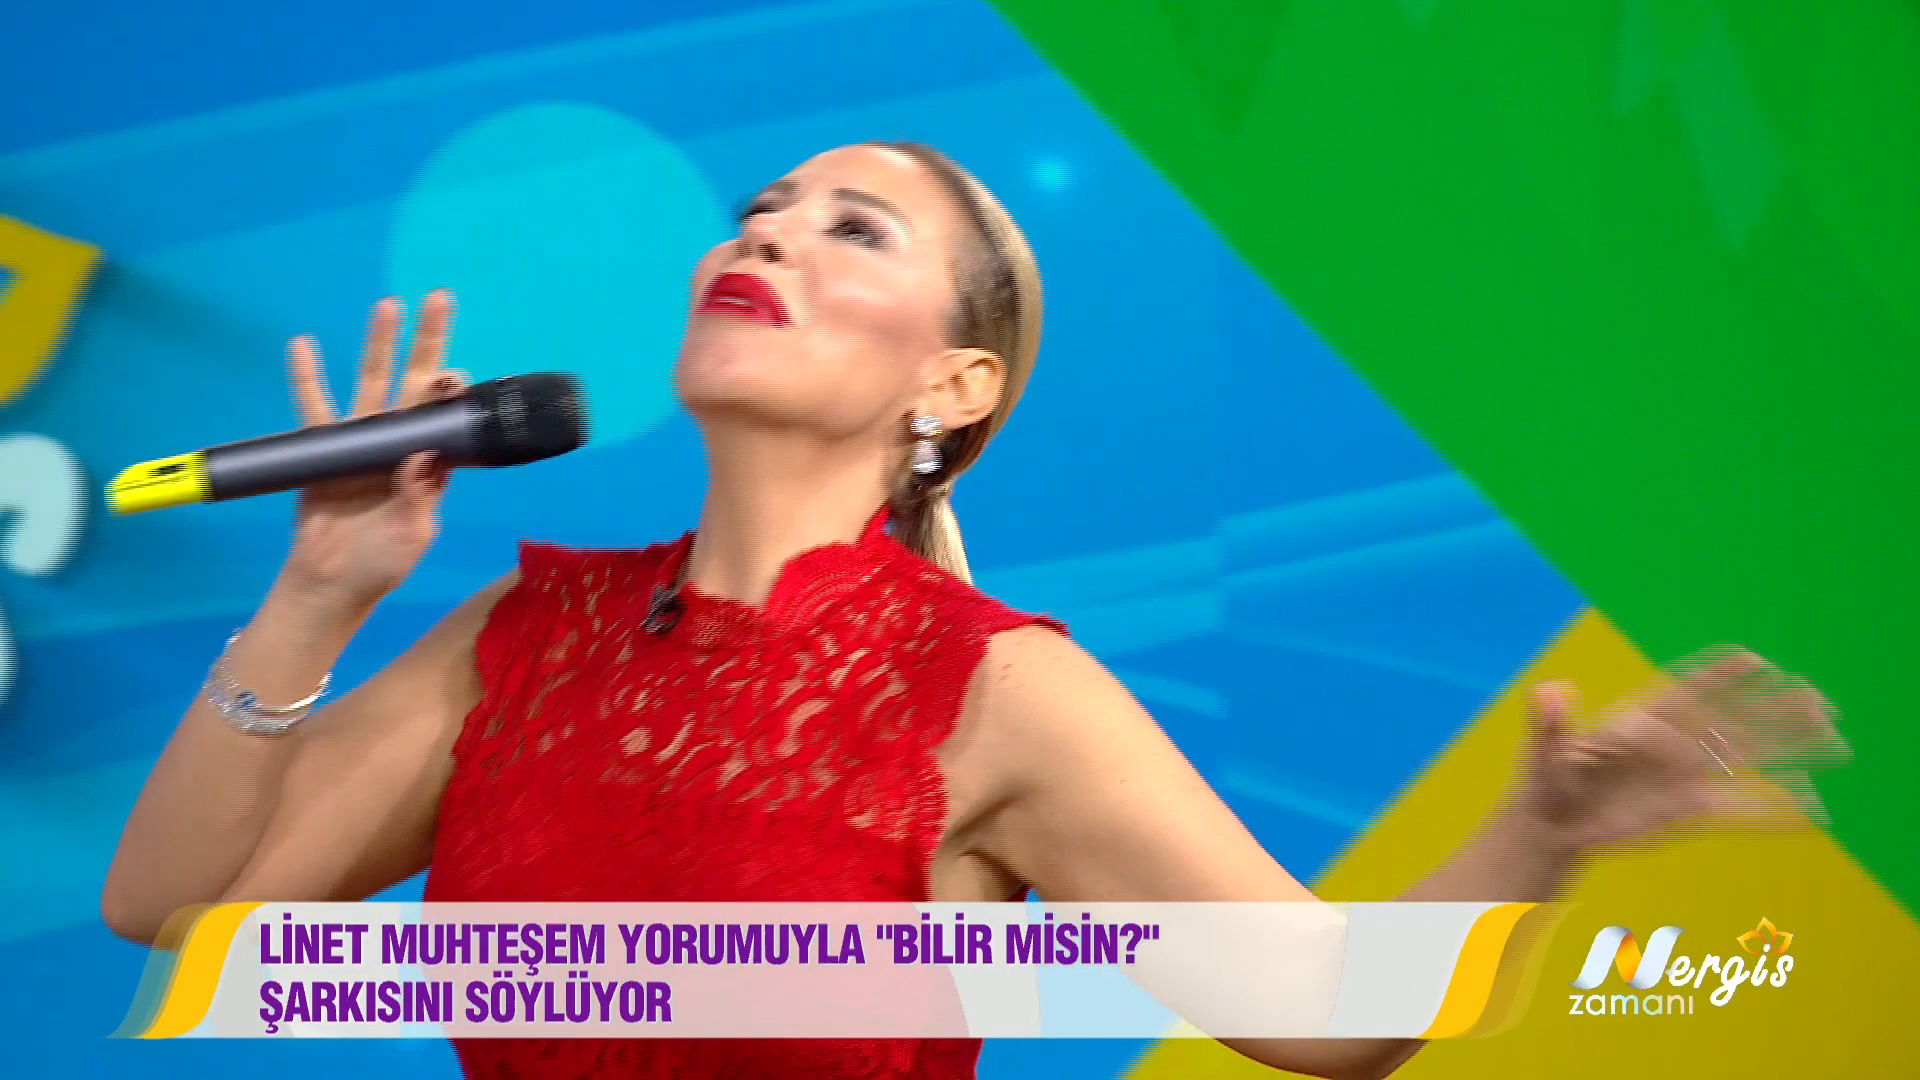 LİNET MUHTEŞEM YORUMUYLA "BİLİR MİSİN?"
ŞARKISINI SÖYLÜYOR
Nergis
zamanı